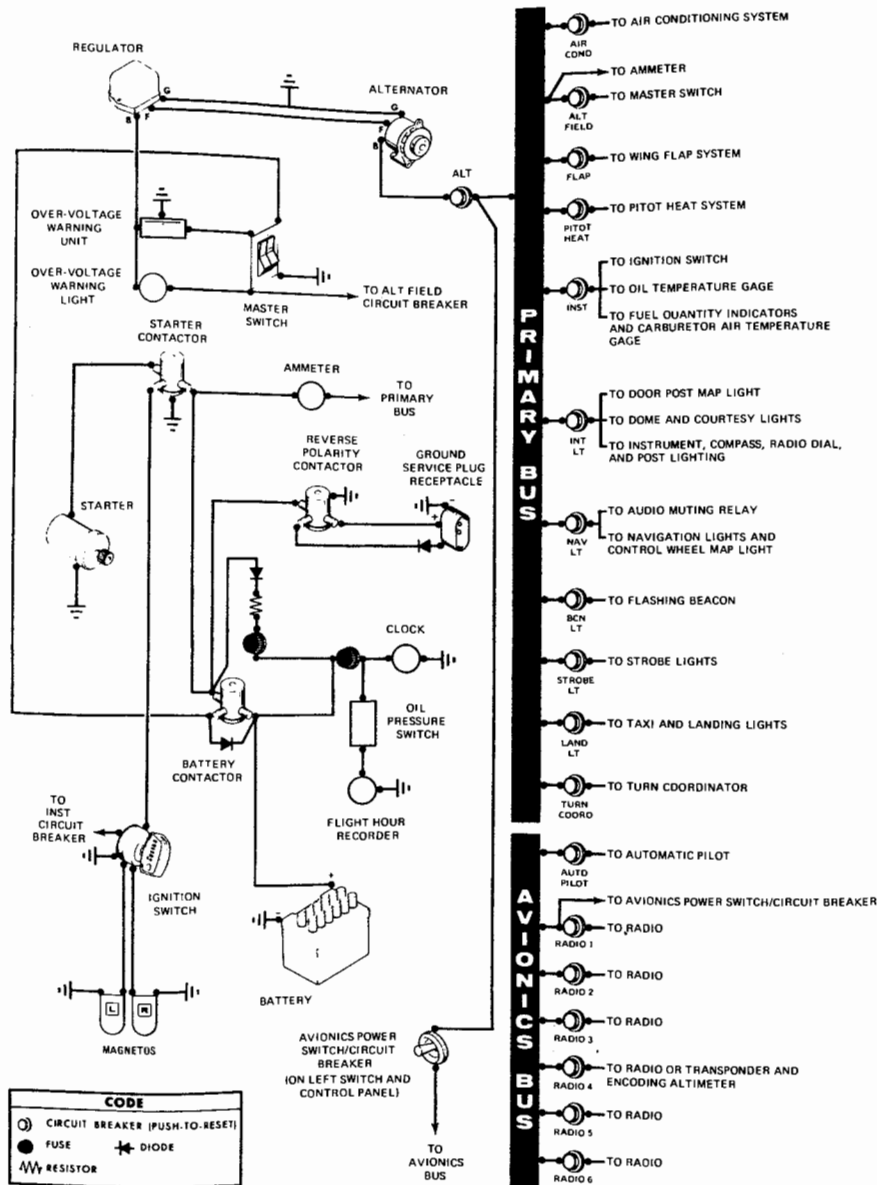 REGULATOR
G
F
B
ALTERNATOR
G
F
B
ALT
OVER-VOLTAGE
WARNING
UNIT
OVER-VOLTAGE
WARNING
LIGHT
MASTER
SWITCH
TO ALT FIELD
CIRCUIT BREAKER
STARTER
CONTACTOR
AMMETER
TO
PRIMARY
BUS
REVERSE
POLARITY
CONTACTOR
GROUND
SERVICE PLUG
RECEPTACLE
-
+
STARTER
CLOCK
OIL
PRESSURE
SWITCH
BATTERY
CONTACTOR
FLIGHT HOUR
RECORDER
TO
INST
CIRCUIT
BREAKER
IGNITION
SWITCH
+
-
BATTERY
L
R
MAGNETOS
AVIONICS POWER
SWITCH/CIRCUIT
BREAKER
(ON LEFT SWITCH AND
CONTROL PANEL)
TO
AVIONICS
BUS
CODE
CIRCUIT BREAKER (PUSH-TO-RESET)
FUSE
DIODE
RESISTOR
PRIMARY BUS
AIR
COND
TO AIR CONDITIONING SYSTEM
TO AMMETER
ALT
FIELD
TO MASTER SWITCH
FLAP
TO WING FLAP SYSTEM
PITOT
HEAT
TO PITOT HEAT SYSTEM
INST
TO IGNITION SWITCH
TO OIL TEMPERATURE GAGE
TO FUEL QUANTITY INDICATORS
AND CARBURETOR AIR TEMPERATURE
GAGE
INT
LT
TO DOOR POST MAP LIGHT
TO DOME AND COURTESY LIGHTS
TO INSTRUMENT, COMPASS, RADIO DIAL,
AND POST LIGHTING
NAV
LT
TO AUDIO MUTING RELAY
TO NAVIGATION LIGHTS AND
CONTROL WHEEL MAP LIGHT
BCN
LT
TO FLASHING BEACON
STROBE
LT
TO STROBE LIGHTS
LAND
LT
TO TAXI AND LANDING LIGHTS
TURN
COORD
TO TURN COORDINATOR
AVIONICS BUS
AUTO
PILOT
TO AUTOMATIC PILOT
TO AVIONICS POWER SWITCH/CIRCUIT BREAKER
RADIO 1
TO RADIO
RADIO 2
TO RADIO
RADIO 3
TO RADIO
RADIO 4
TO RADIO OR TRANSPONDER AND
ENCODING ALTIMETER
RADIO 5
TO RADIO
RADIO 6
TO RADIO